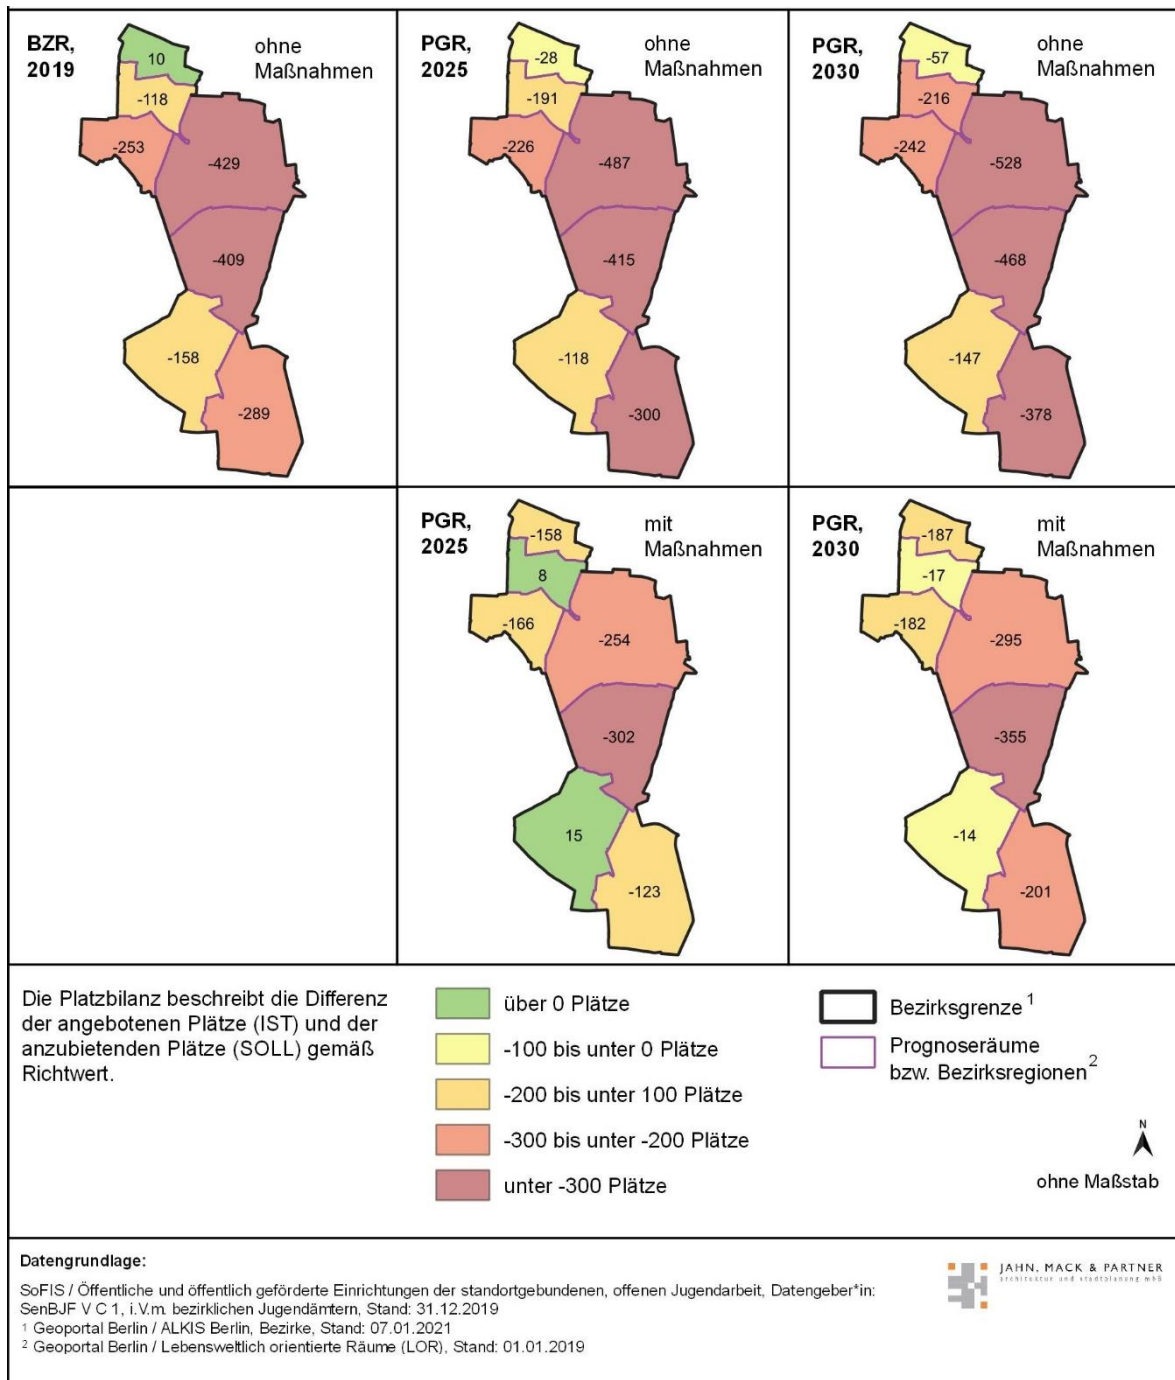 BZR,
2019
ohne
Maßnahmen
10
-118
-253
-429
-409
-158
-289
PGR,
2025
ohne
Maßnahmen
-28
-191
-226
-487
-415
-118
-300
PGR,
2030
ohne
Maßnahmen
-57
-216
-242
-528
-468
-147
-378
PGR,
2025
mit
Maßnahmen
-158
8
-166
-254
-302
15
-123
PGR,
2030
mit
Maßnahmen
-187
-17
-182
-295
-355
-14
-201
Die Platzbilanz beschreibt die Differenz
der angebotenen Plätze (IST) und der
anzubietenden Plätze (SOLL) gemäß
Richtwert.
über 0 Plätze
-100 bis unter 0 Plätze
-200 bis unter 100 Plätze
-300 bis unter -200 Plätze
unter -300 Plätze
Bezirksgrenze 1
Prognoseräume
bzw. Bezirksregionen 2
N
ohne Maßstab
Datengrundlage:
SoFIS / Öffentliche und öffentlich geförderte Einrichtungen der standortgebundenen, offenen Jugendarbeit, Datengeber*in:
SenBJF V C 1, i.V.m. bezirklichen Jugendämtern, Stand: 31.12.2019
1 Geoportal Berlin / ALKIS Berlin, Bezirke, Stand: 07.01.2021
2 Geoportal Berlin / Lebensweltlich orientierte Räume (LOR), Stand: 01.01.2019
JAHN, MACK & PARTNER
architektur und stadtplanung mbB